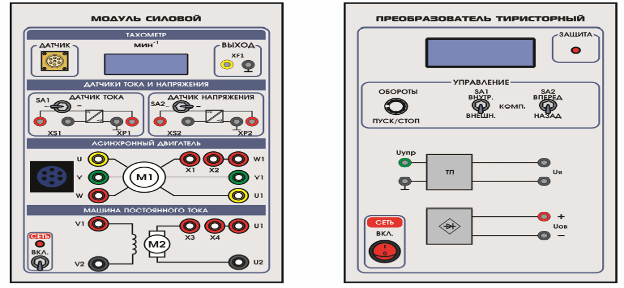 МОДУЛЬ СИЛОВОЙ
ТАХОМЕТР
ДАТЧИК
МИН⁻¹
ВЫХОД
XF1
ДАТЧИКИ ТОКА И НАПРЯЖЕНИЯ
SA1
ДАТЧИК ТОКА
SA2
ДАТЧИК НАПРЯЖЕНИЯ
XS1
XP1
XS2
XP2
АСИНХРОННЫЙ ДВИГАТЕЛЬ
U
W1
X1
X2
V
M1
V1
W
U1
МАШИНА ПОСТОЯННОГО ТОКА
V1
U1
X3
X4
СЕТЬ
M2
ВКЛ.
V2
U2
ПРЕОБРАЗОВАТЕЛЬ ТИРИСТОРНЫЙ
ЗАЩИТА
УПРАВЛЕНИЕ
ОБОРОТЫ
SA1
SA2
ВНУТР.
ВПЕРЕД
КОМП.
ПУСК/СТОП
ВНЕШН.
НАЗАД
Uупр
ТП
Uя
СЕТЬ
ВКЛ.
+
Uов
−